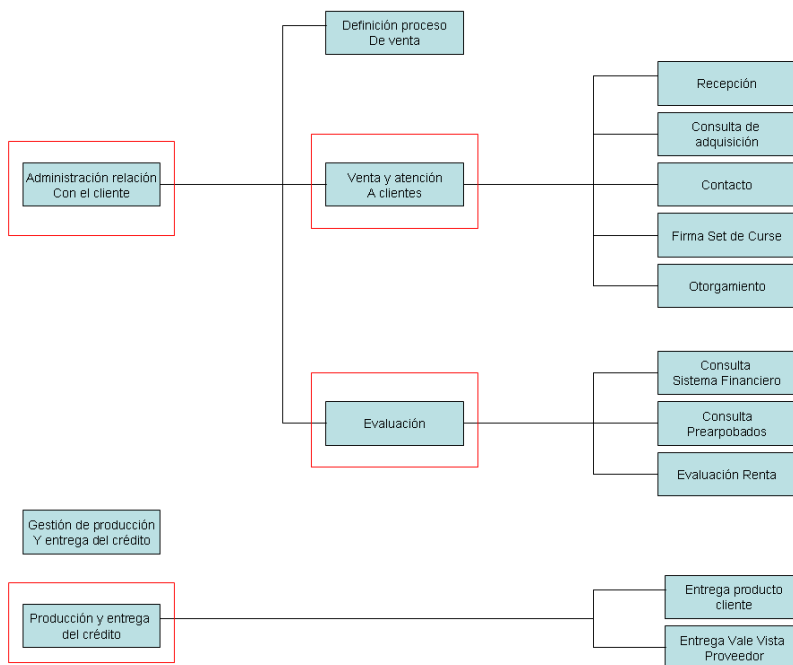 Definición proceso
De venta
Recepción
Consulta de
adquisición
Administración relación
Con el cliente
Venta y atención
A clientes
Contacto
Firma Set de Curse
Otorgamiento
Consulta
Sistema Financiero
Evaluación
Consulta
Prearpobados
Evaluación Renta
Gestión de producción
Y entrega del crédito
Producción y entrega
del crédito
Entrega producto
cliente
Entrega Vale Vista
Proveedor